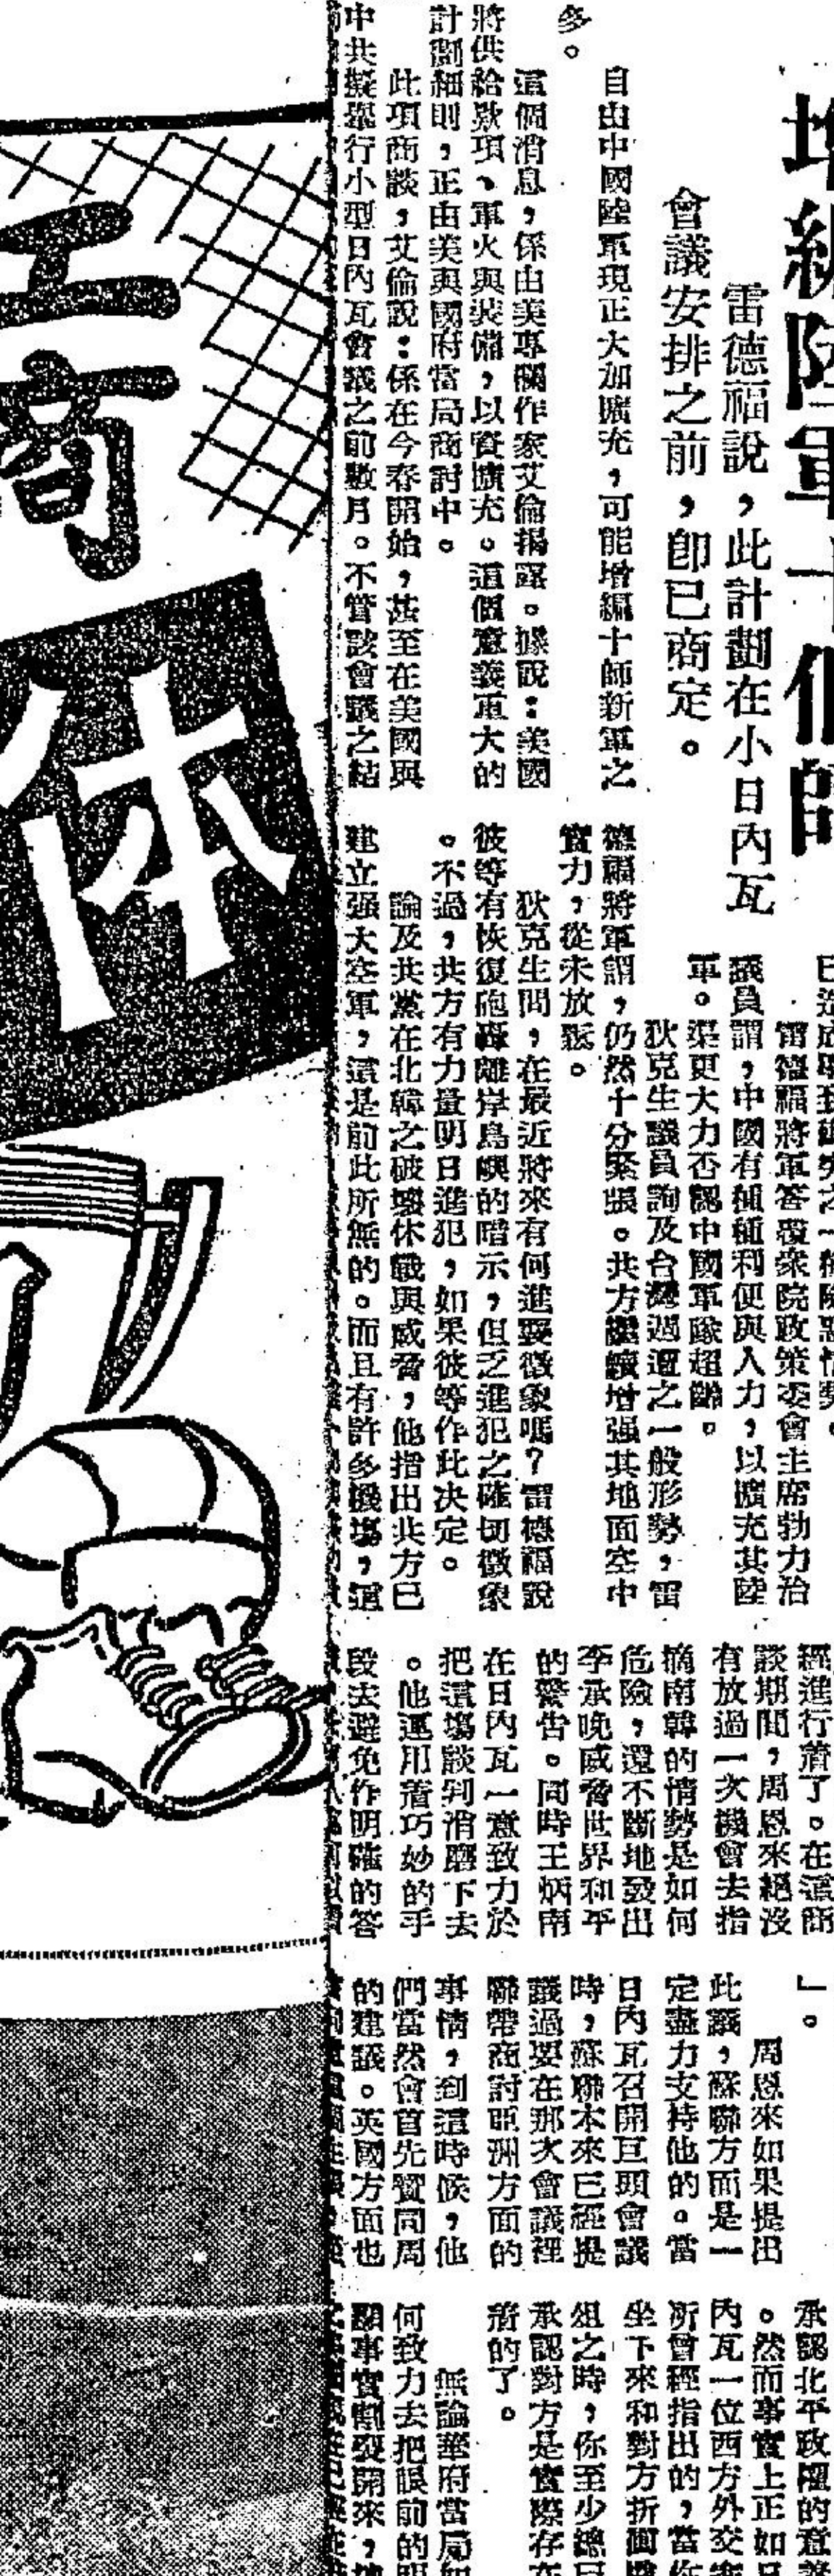 增編陸軍十個師
雷德福說，此計劃在小日內瓦
會議安排之前，卽已商定。
自由中國陸軍現正大加擴充，可能增編十師新軍之
多。
這個消息，係由美專欄作家艾倫揭露。據說：美國
將供給款項、軍火與裝備，以資擴充。這個意義重大的
計劃細則，正由美與國府當局商討中。
此項商談，艾倫說：係在今春開始，甚至在美國與
中共擬舉行小型日內瓦會議之前數月。不管該會議之結
雷德福將軍答覆衆院政策委會主席勃力治
議員謂，中國有種種利便與人力，以擴充其陸
軍。渠更大力否認中國軍隊超齡。
狄克生議員詢及台灣週遭之一般形勢，雷
德福將軍謂，仍然十分緊張。共方繼續增强其地面空中
實力，從未放鬆。
狄克生問，在最近將來有何進襲徵象嗎？雷德福說
彼等有恢復砲轟離岸島嶼的暗示，但乏進犯之確切徵象
。不過，共方有力量明日進犯，如果彼等作此决定。
論及共黨在北韓之破壞休戰與威脅，他指出共方已
建立强大空軍，這是前此所無的。而且有許多機塲，這
經進行着了。在這商
談期間，周恩來絕沒
有放過一次機會去指
摘南韓的情勢是如何
危險，還不斷地發出
李承晚威脅世界和平
的警告。同時王炳南
在日內瓦一意致力於
把這塲談判消磨下去
。他運用着巧妙的手
段去避免作明確的答
」。
周恩來如果提出
此議，蘇聯方面是一
定盡力支持他的。當
日內瓦召開巨頭會議
時，蘇聯本來已經提
議過要在那次會議裡
聯帶商討亞洲方面的
事情，到這時候，他
們當然會首先贊同周
的建議。英國方面也
承認北平政權的意
。然而事實上正如日
內瓦一位西方外交
所曾經指出的，當你
坐下來和對方折
俎之時，你至少總已
承認對方是實際存在
着的了。
無論華府當局如
何致力去把眼前的明
顯事實割裂開來，
工商
体